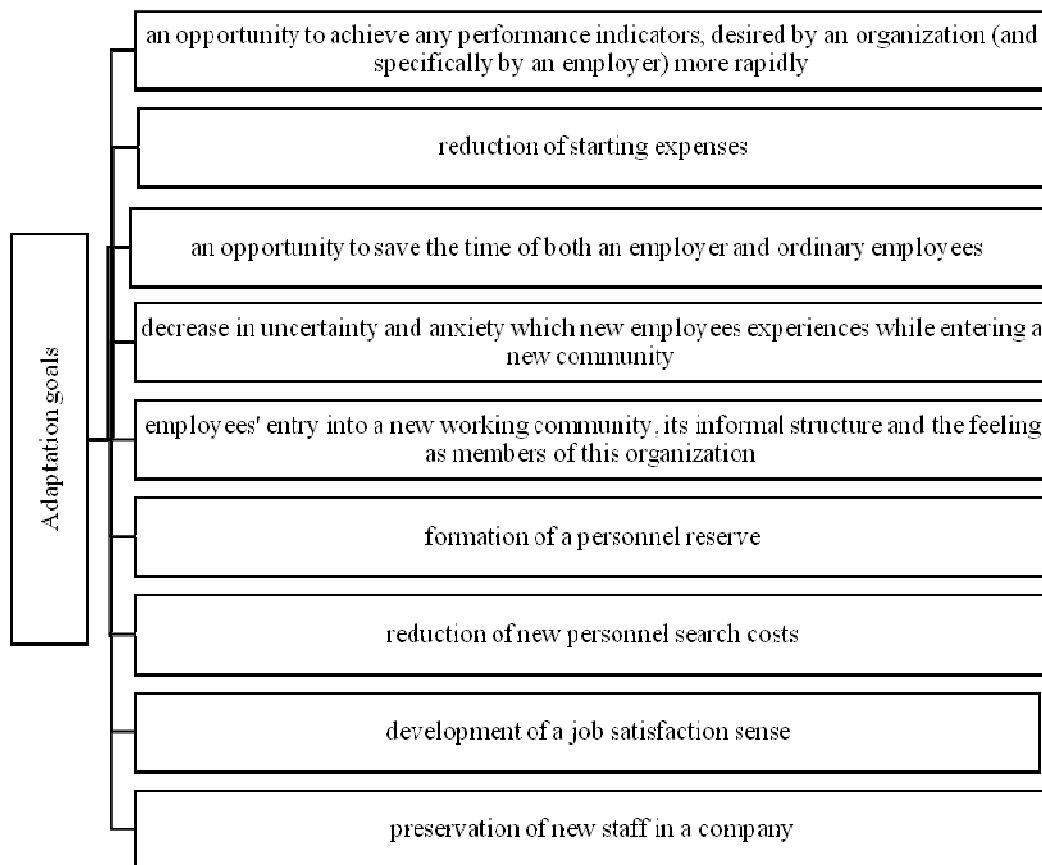 an opportunity to achieve any performance indicators, desired by an organization (and
specifically by an employer) more rapidly
reduction of starting expenses
an opportunity to save the time of both an employer and ordinary employees
decrease in uncertainty and anxiety which new employees experiences while entering a
new community
Adaptation goals
employees' entry into a new working community, its informal structure and the feeling
as members of this organization
formation of a personnel reserve
reduction of new personnel search costs
development of a job satisfaction sense
preservation of new staff in a company